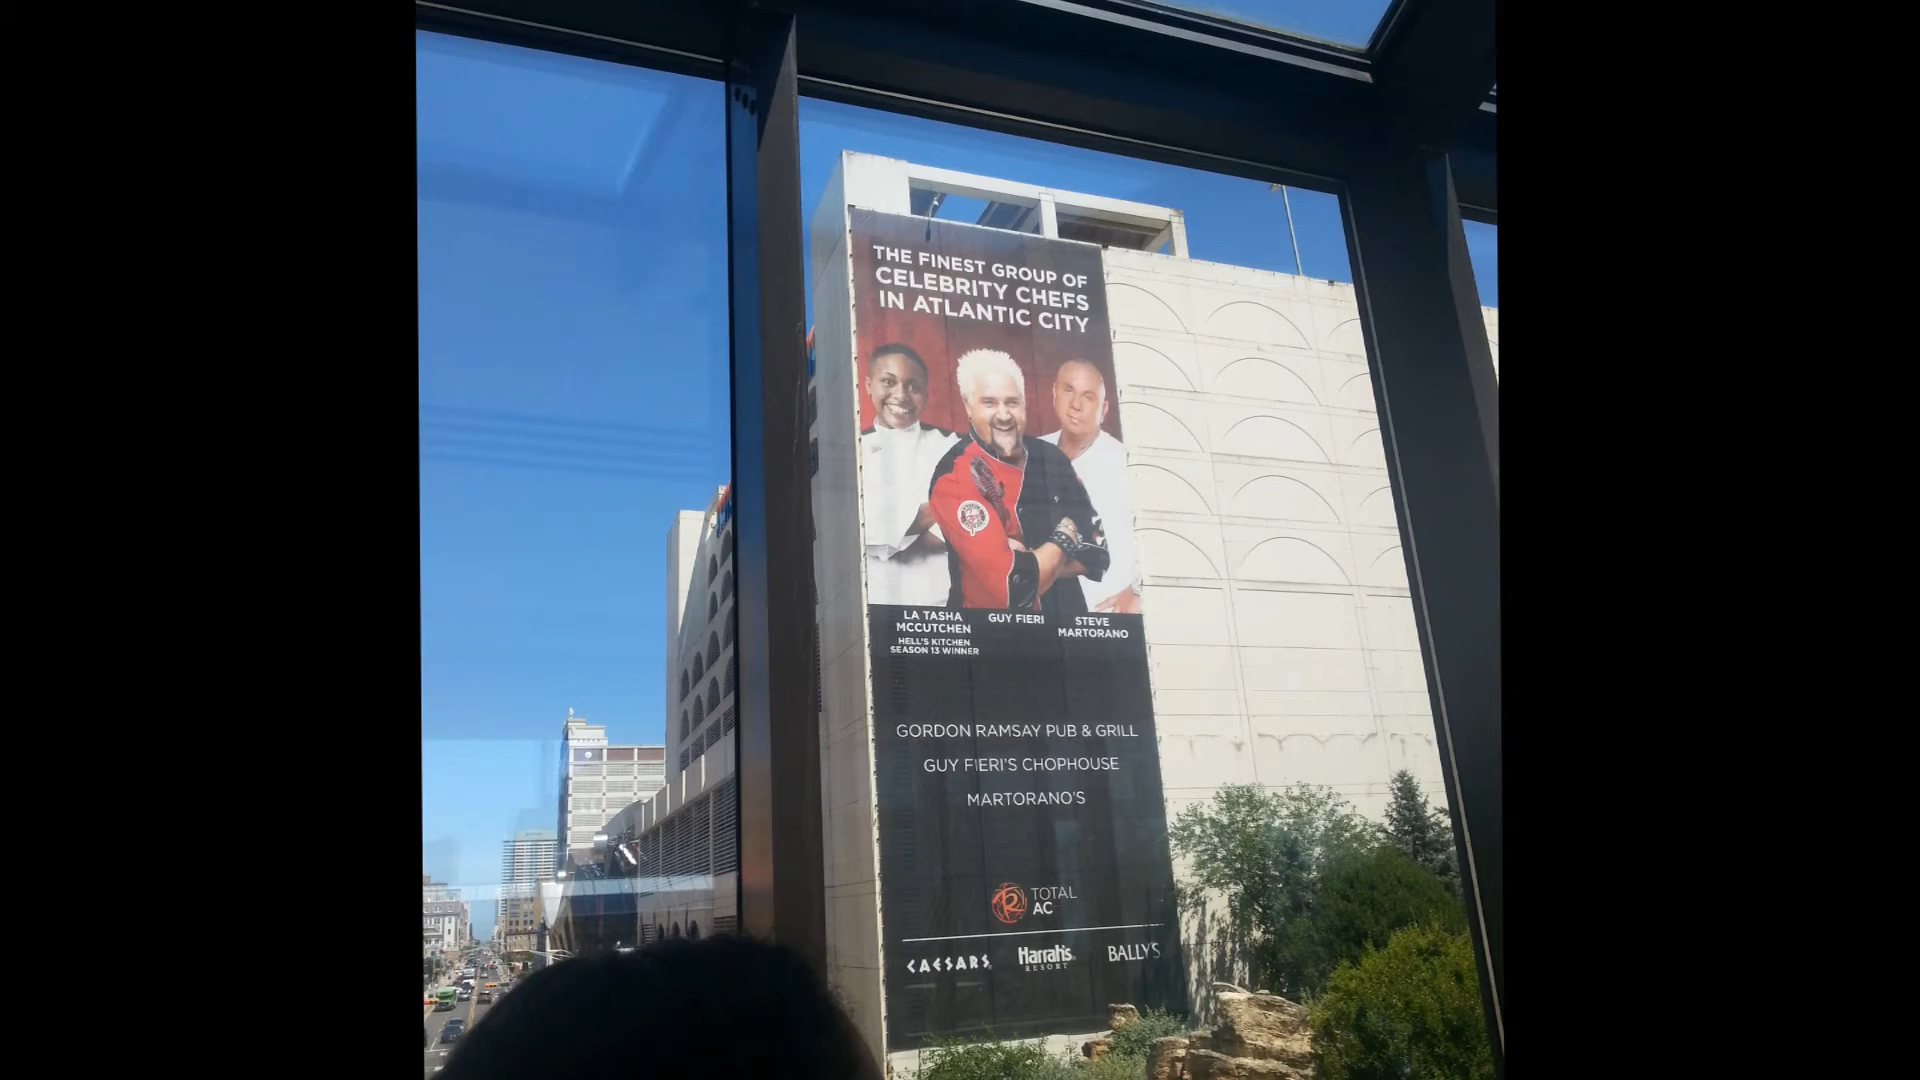 THE FINEST GROUP OF
CELEBRITY CHEFS
IN ATLANTIC CITY
LA TASHA
MCCUTCHEN
HELL'S KITCHEN
SEASON 13 WINNER
GUY FIERI
STEVE
MARTORANO
GORDON RAMSAY PUB & GRILL
GUY FIERI'S CHOPHOUSE
MARTORANO'S
TOTAL
AC
CAESARS
Harrah's
RESORT
BALLY'S